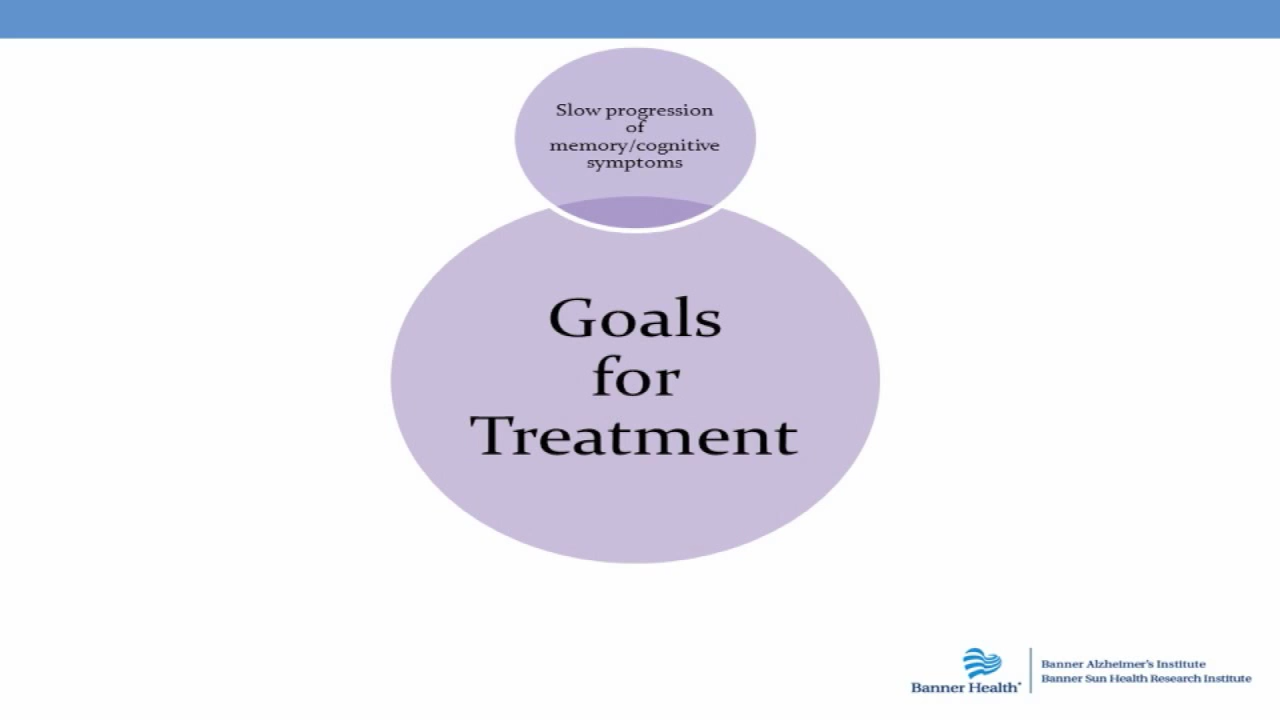 Slow progression
of
memory/cognitive
symptoms
Goals
for
Treatment
Banner Health®
Banner Alzheimer's Institute
Banner Sun Health Research Institute